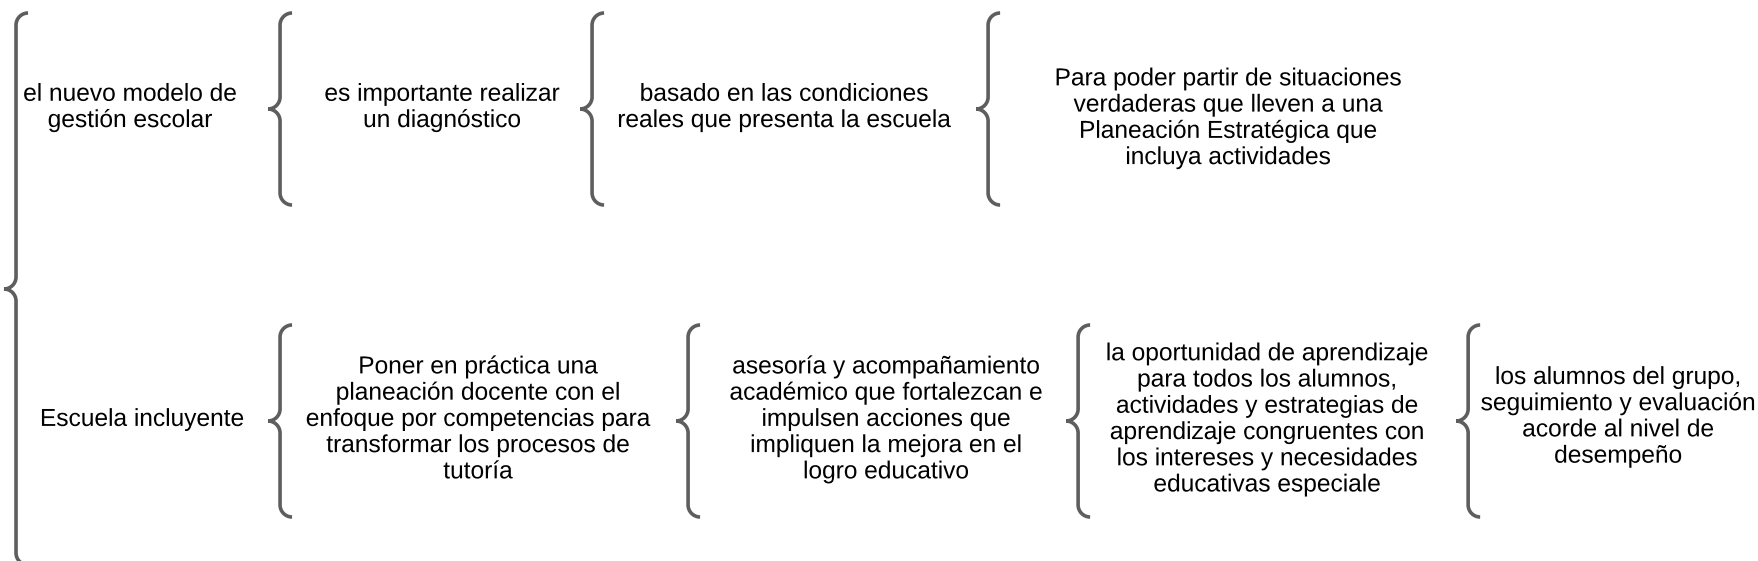 el nuevo modelo de
gestión escolar
es importante realizar
un diagnóstico
basado en las condiciones
reales que presenta la escuela
Para poder partir de situaciones
verdaderas que lleven a una
Planeación Estratégica que
incluya actividades
Escuela incluyente
Poner en práctica una
planeación docente con el
enfoque por competencias para
transformar los procesos de
tutoría
asesoría y acompañamiento
académico que fortalezcan e
impulsen acciones que
impliquen la mejora en el
logro educativo
la oportunidad de aprendizaje
para todos los alumnos,
actividades y estrategias de
aprendizaje congruentes con
los intereses y necesidades
educativas especiale
los alumnos del grupo,
seguimiento y evaluación
acorde al nivel de
desempeño